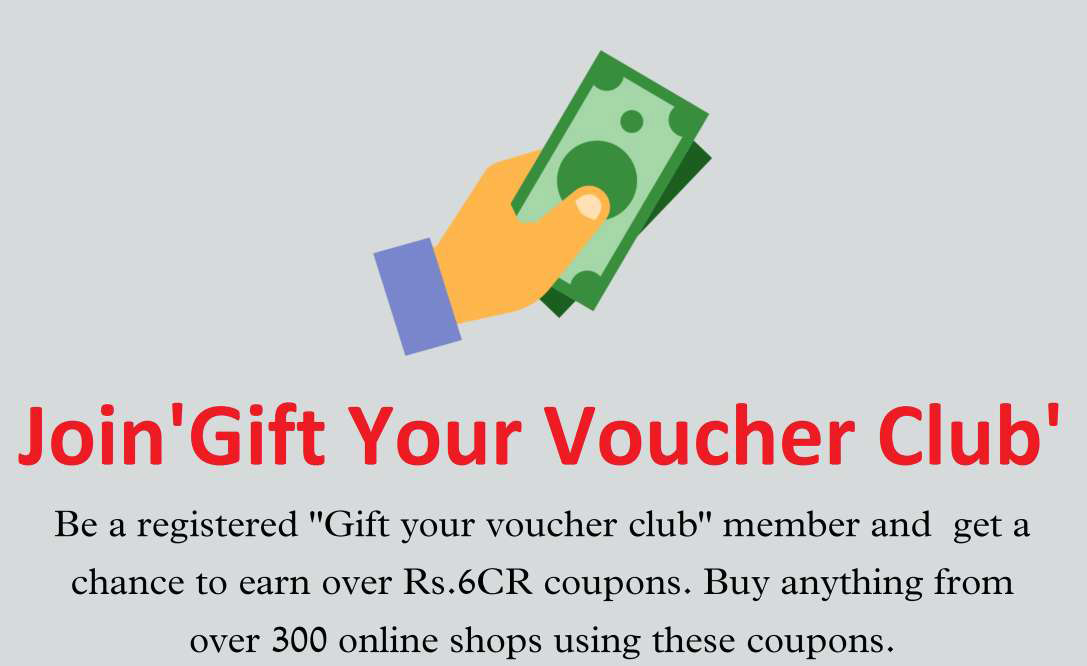 Join'Gift Your Voucher Club'
Be a registered "Gift your voucher club" member and  get a
chance to earn over Rs.6CR coupons. Buy anything from
over 300 online shops using these coupons.